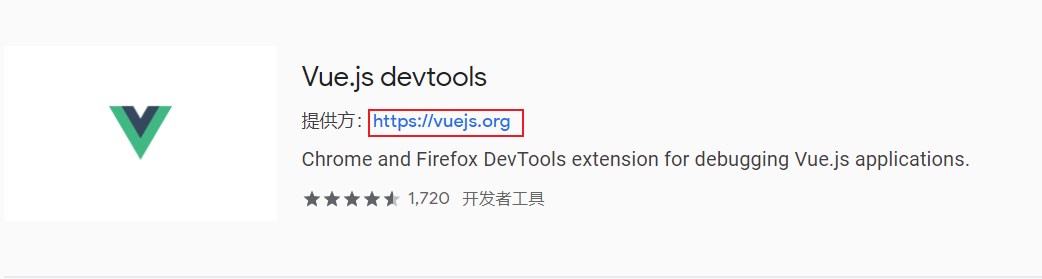 Vue.js devtools
提供方：https://vuejs.org
Chrome and Firefox DevTools extension for debugging Vue.js applications.
1,720 开发者工具